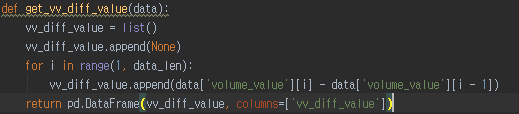 def get_vv_diff_value(data):
    vv_diff_value = list()
    vv_diff_value.append(None)
    for i in range(1, data_len):
        vv_diff_value.append(data['volume_value'][i] - data['volume_value'][i - 1])
    return pd.DataFrame(vv_diff_value, columns=['vv_diff_value'])